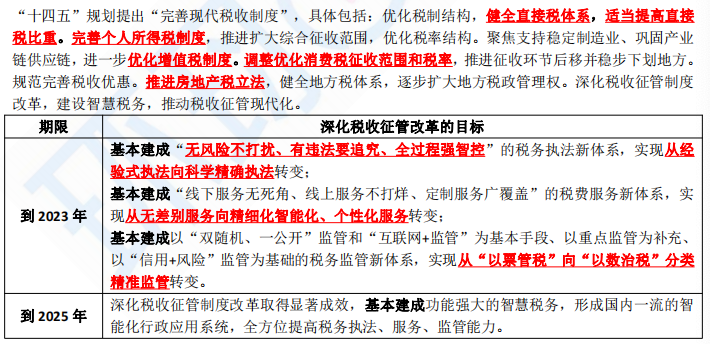 “十四五”规划提出“完善现代税收制度”，具体包括：优化税制结构，健全直接税体系，适当提高直接
税比重。完善个人所得税制度，推进扩大综合征收范围，优化税率结构。聚焦支持稳定制造业、巩固产业
链供应链，进一步优化增值税制度。调整优化消费税征收范围和税率，推进征收环节后移并稳步下划地方。
规范完善税收优惠。推进房地产税立法，健全地方税体系，逐步扩大地方税政管理权。深化税收征管制度
改革，建设智慧税务，推动税收征管现代化。
期限 深化税收征管改革的目标
到 2023 年
基本建成“无风险不打扰、有违法要追究、全过程强智控”的税务执法新体系，实现从经
验式执法向科学精确执法转变；
基本建成“线下服务无死角、线上服务不打烊、定制服务广覆盖”的税费服务新体系，实
现从无差别服务向精细化智能化、个性化服务转变；
基本建成以“双随机、一公开”监管和“互联网+监管”为基本手段、以重点监管为补充、
以“信用+风险”监管为基础的税务监管新体系，实现从“以票管税”向“以数治税”分类
精准监管转变。
到 2025 年
深化税收征管制度改革取得显著成效，基本建成功能强大的智慧税务，形成国内一流的智
能化行政应用系统，全方位提高税务执法、服务、监管能力。